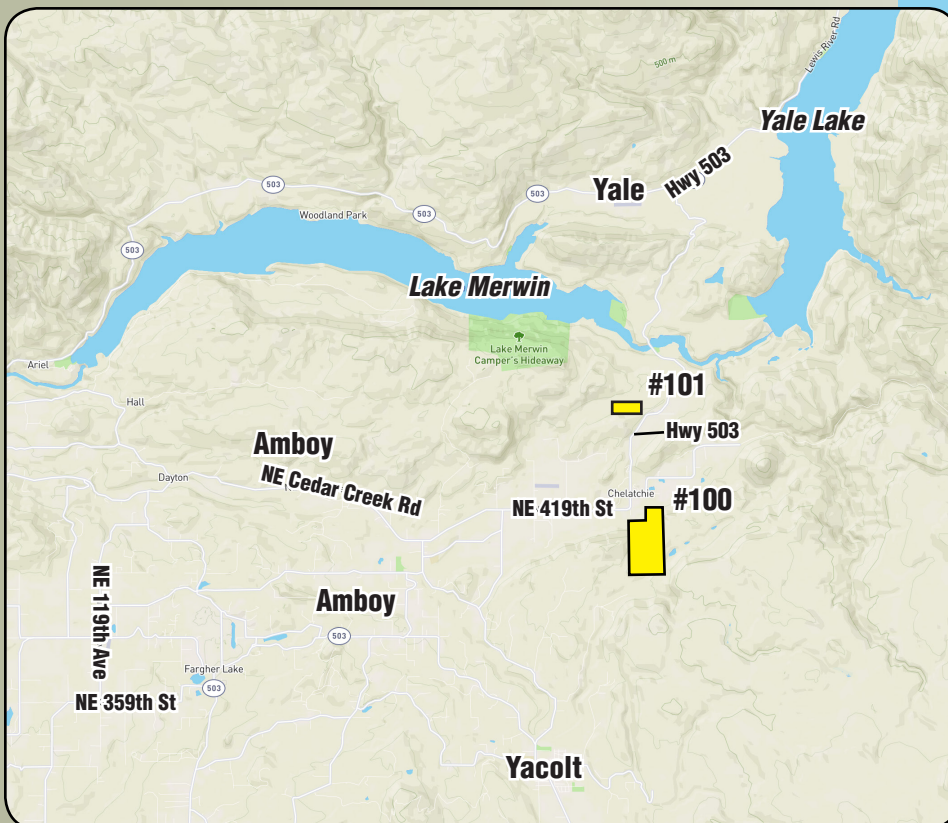 Lewis River Rd
500 m
Yale Lake
Hwy 503
503
Yale
503
503
Woodland Park
503
Lake Merwin
Lake Merwin
Camper's Hideaway
Ariel
#101
Hall
Hwy 503
Amboy
Dayton
NE Cedar Creek Rd
Chelatchie
#100
NE 419th St
NE 119th Ave
Amboy
503
Fargher Lake
503
NE 359th St
Yacolt